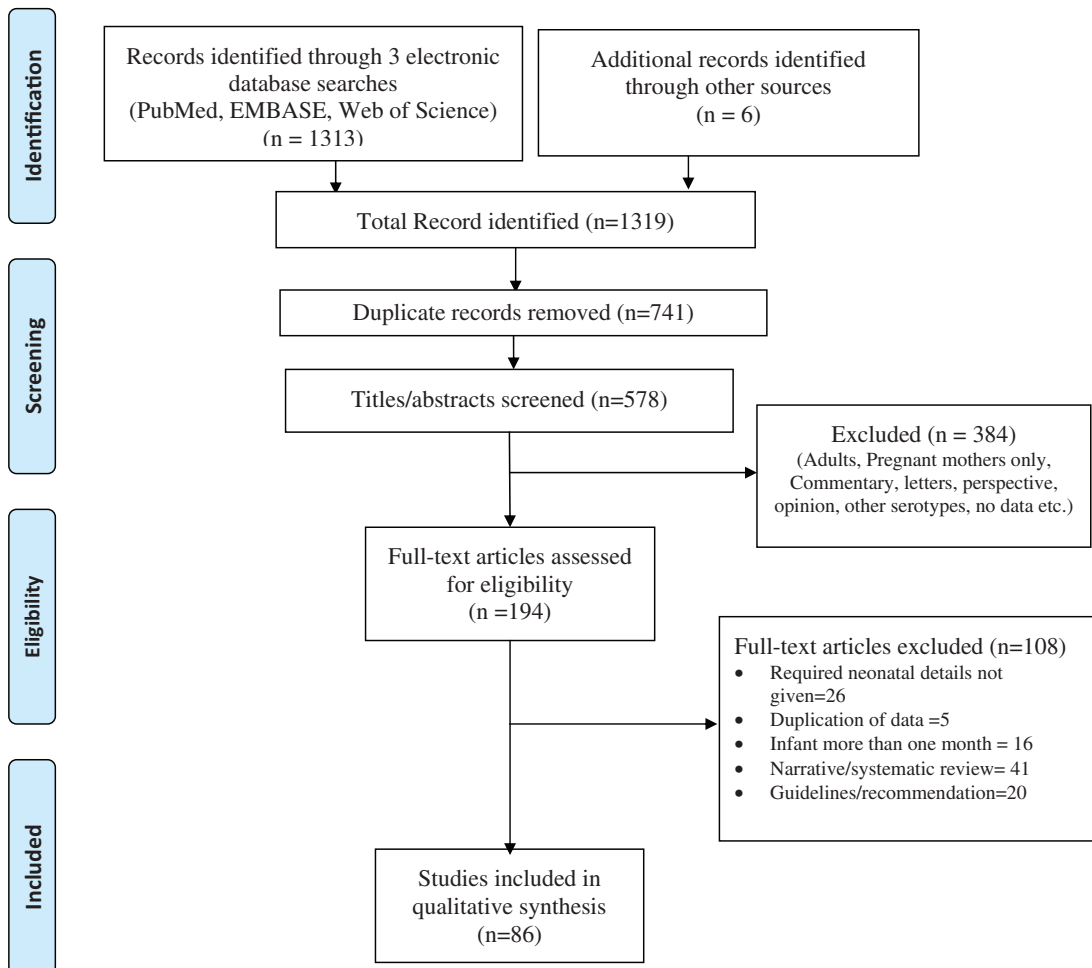 Identification
Records identified through 3 electronic
database searches
(PubMed, EMBASE, Web of Science)
(n = 1313)
Additional records identified
through other sources
(n = 6)
Total Record identified (n=1319)
Screening
Duplicate records removed (n=741)
Titles/abstracts screened (n=578)
Excluded (n = 384)
(Adults, Pregnant mothers only,
Commentary, letters, perspective,
opinion, other serotypes, no data etc.)
Eligibility
Full-text articles assessed
for eligibility
(n =194)
Full-text articles excluded (n=108)
• Required neonatal details not
given=26
• Duplication of data =5
• Infant more than one month = 16
• Narrative/systematic review= 41
• Guidelines/recommendation=20
Included
Studies included in
qualitative synthesis
(n=86)